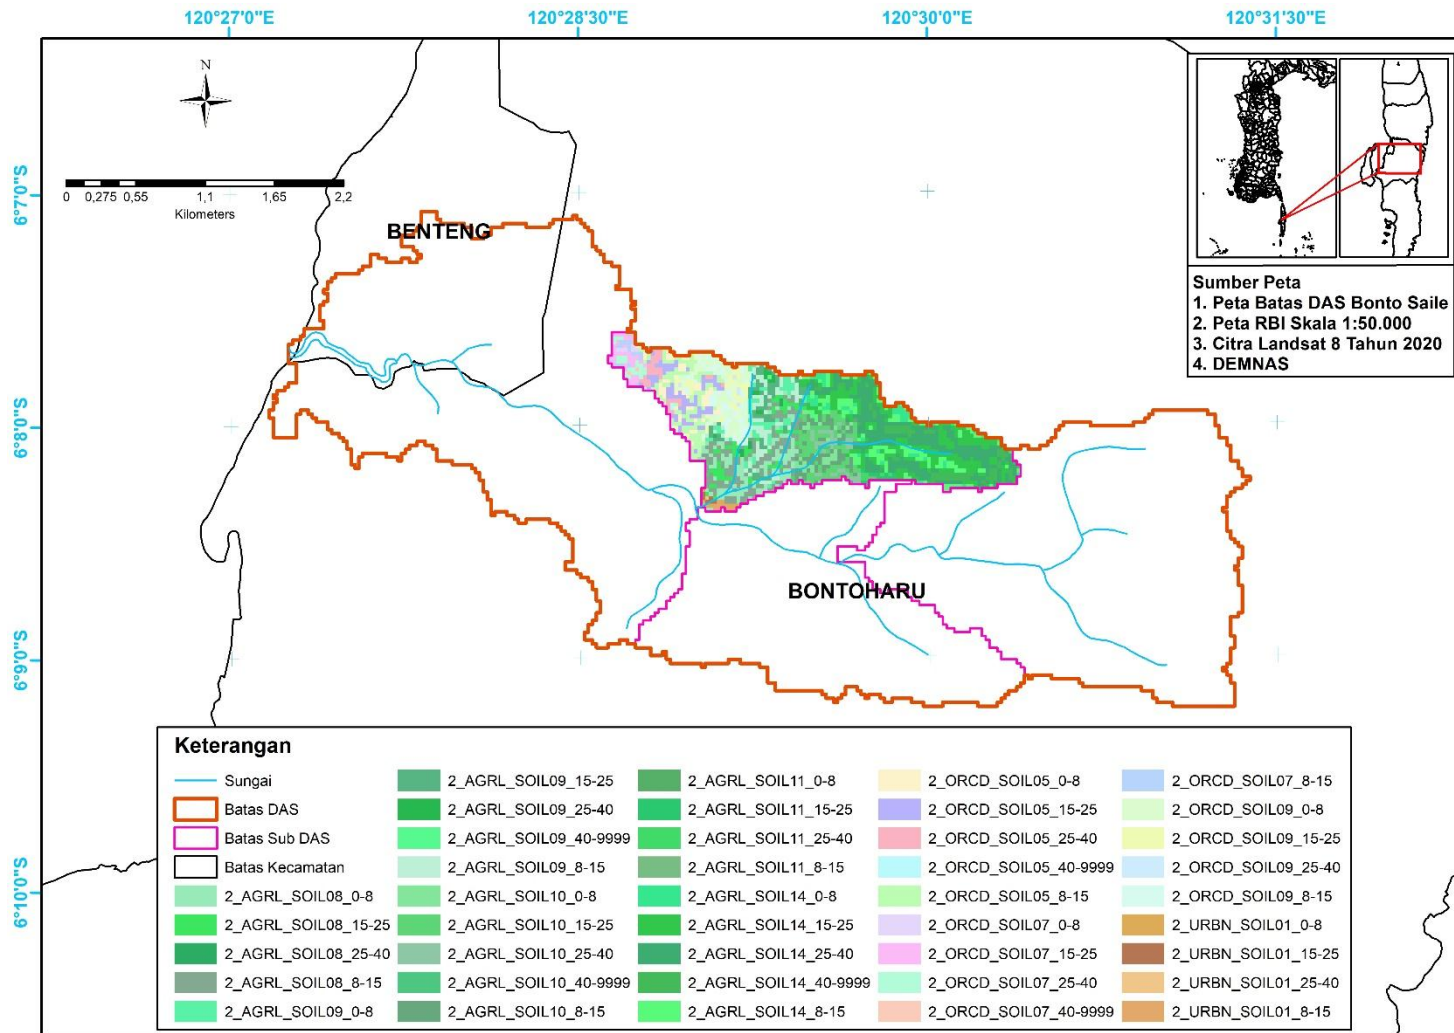 120°27'0"E
120°28'30"E
120°30'0"E
120°31'30"E
N
0 0,275 0,55 1,1 1,65 2,2
Kilometers
6°7'0"S
6°8'0"S
6°9'0"S
6°10'0"S
BENTENG
BONTOHARU
Sumber Peta
1. Peta Batas DAS Bonto Saile
2. Peta RBI Skala 1:50.000
3. Citra Landsat 8 Tahun 2020
4. DEMNAS
Keterangan
Sungai
Batas DAS
Batas Sub DAS
Batas Kecamatan
2_AGRL_SOIL08_0-8
2_AGRL_SOIL08_15-25
2_AGRL_SOIL08_25-40
2_AGRL_SOIL08_8-15
2_AGRL_SOIL09_0-8
2_AGRL_SOIL09_15-25
2_AGRL_SOIL09_25-40
2_AGRL_SOIL09_40-9999
2_AGRL_SOIL09_8-15
2_AGRL_SOIL10_0-8
2_AGRL_SOIL10_15-25
2_AGRL_SOIL10_25-40
2_AGRL_SOIL10_40-9999
2_AGRL_SOIL10_8-15
2_AGRL_SOIL11_0-8
2_AGRL_SOIL11_15-25
2_AGRL_SOIL11_25-40
2_AGRL_SOIL11_8-15
2_AGRL_SOIL14_0-8
2_AGRL_SOIL14_15-25
2_AGRL_SOIL14_25-40
2_AGRL_SOIL14_40-9999
2_AGRL_SOIL14_8-15
2_ORCD_SOIL05_0-8
2_ORCD_SOIL05_15-25
2_ORCD_SOIL05_25-40
2_ORCD_SOIL05_40-9999
2_ORCD_SOIL05_8-15
2_ORCD_SOIL07_0-8
2_ORCD_SOIL07_15-25
2_ORCD_SOIL07_25-40
2_ORCD_SOIL07_40-9999
2_ORCD_SOIL07_8-15
2_ORCD_SOIL09_0-8
2_ORCD_SOIL09_15-25
2_ORCD_SOIL09_25-40
2_ORCD_SOIL09_8-15
2_URBN_SOIL01_0-8
2_URBN_SOIL01_15-25
2_URBN_SOIL01_25-40
2_URBN_SOIL01_8-15